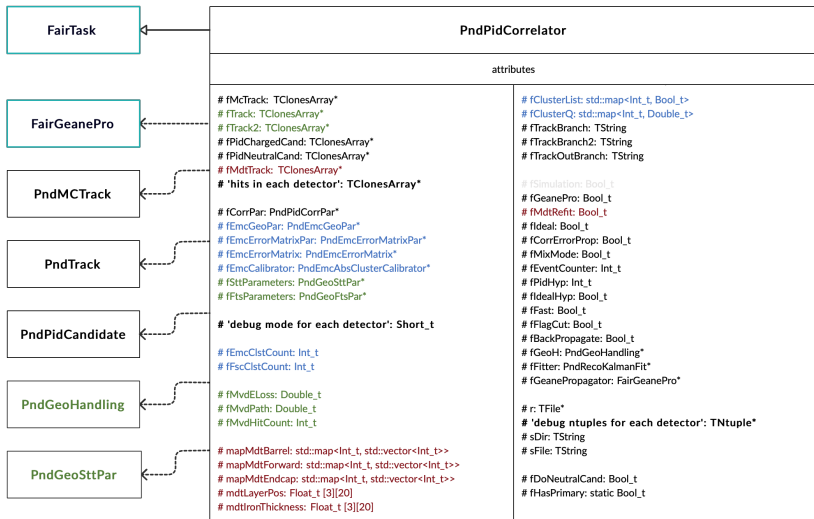 FairTask
FairGeanePro
PndMCTrack
PndTrack
PndPidCandidate
PndGeoHandling
PndGeoSttPar
PndPidCorrelator
attributes
# fMcTrack: TClonesArray*
# fTrack: TClonesArray*
# fTrack2: TClonesArray*
# fPidChargedCand: TClonesArray*
# fPidNeutralCand: TClonesArray*
# fMdtTrack: TClonesArray*
# 'hits in each detector': TClonesArray*
# fCorrPar: PndPidCorrPar*
# fEmcGeoPar: PndEmcGeoPar*
# fEmcErrorMatrixPar: PndEmcErrorMatrixPar*
# fEmcErrorMatrix: PndEmcErrorMatrix*
# fEmcCalibrator: PndEmcAbsClusterCalibrator*
# fSttParameters: PndGeoSttPar*
# fFtsParameters: PndGeoFtsPar*
# 'debug mode for each detector': Short_t
# fEmcClstCount: Int_t
# fFscClstCount: Int_t
# fMvdELoss: Double_t
# fMvdPath: Double_t
# fMvdHitCount: Int_t
# mapMdtBarrel: std::map<Int_t, std::vector<Int_t>>
# mapMdtForward: std::map<Int_t, std::vector<Int_t>>
# mapMdtEndcap: std::map<Int_t, std::vector<Int_t>>
# mdtLayerPos: Float_t [3][20]
# mdtIronThickness: Float_t [3][20]
# fClusterList: std::map<Int_t, Bool_t>
# fClusterQ: std::map<Int_t, Double_t>
# fTrackBranch: TString
# fTrackBranch2: TString
# fTrackOutBranch: TString
# fSimulation: Bool_t
# fGeanePro: Bool_t
# fMdtRefit: Bool_t
# fIdeal: Bool_t
# fCorrErrorProp: Bool_t
# fMixMode: Bool_t
# fEventCounter: Int_t
# fPidHyp: Int_t
# fIdealHyp: Bool_t
# fFast: Bool_t
# fFlagCut: Bool_t
# fBackPropagate: Bool_t
# fGeoH: PndGeoHandling*
# fFitter: PndRecoKalmanFit*
# fGeanePropagator: FairGeanePro*
# r: TFile*
# 'debug ntuples for each detector': TNtuple*
# sDir: TString
# sFile: TString
# fDoNeutralCand: Bool_t
# fHasPrimary: static Bool_t